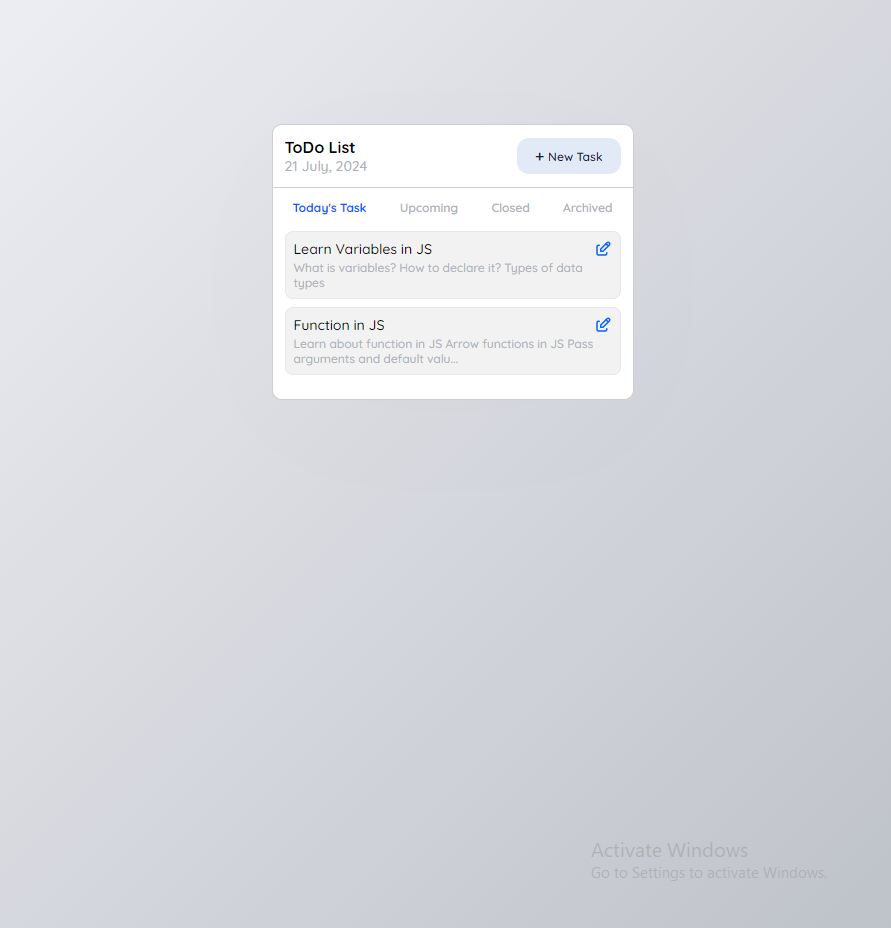 ToDo List
21 July, 2024
+ New Task
Today's Task Upcoming Closed Archived
Learn Variables in JS
What is variables? How to declare it? Types of data
types
Function in JS
Learn about function in JS Arrow functions in JS Pass
arguments and default valu...
Activate Windows
Go to Settings to activate Windows.